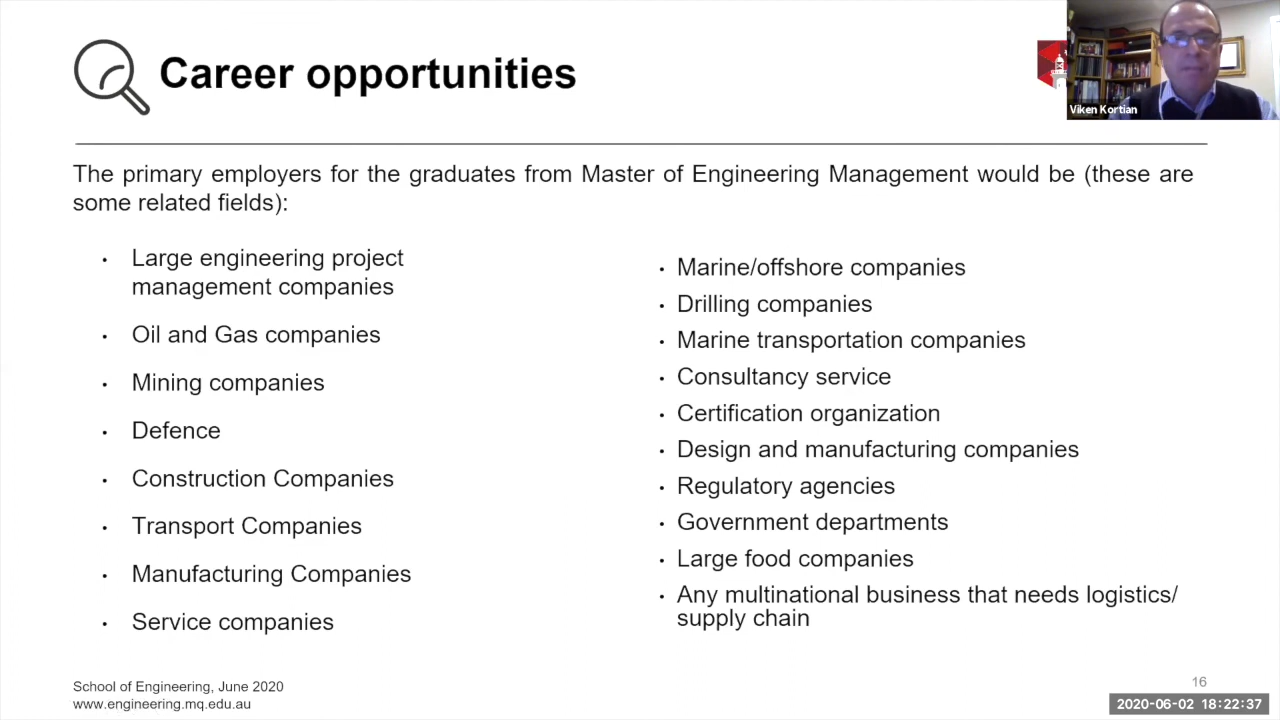 Career opportunities
Viken Kortian
The primary employers for the graduates from Master of Engineering Management would be (these are
some related fields):
• Large engineering project
management companies
• Oil and Gas companies
• Mining companies
• Defence
• Construction Companies
• Transport Companies
• Manufacturing Companies
• Service companies
• Marine/offshore companies
• Drilling companies
• Marine transportation companies
• Consultancy service
• Certification organization
• Design and manufacturing companies
• Regulatory agencies
• Government departments
• Large food companies
• Any multinational business that needs logistics/
supply chain
School of Engineering, June 2020
www.engineering.mq.edu.au
16
2020-06-02 18:22:37